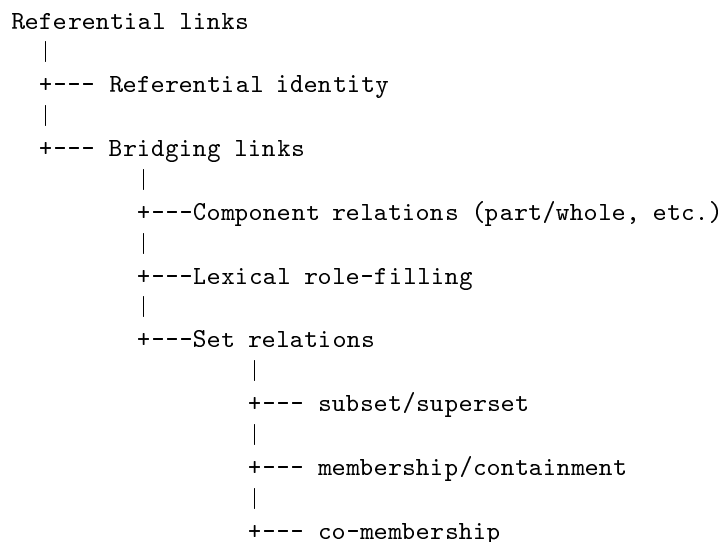 Referential links
|
+--- Referential identity
|
+--- Bridging links
|
+---Component relations (part/whole, etc.)
|
+---Lexical role-filling
|
+---Set relations
|
+--- subset/superset
|
+--- membership/containment
|
+--- co-membership